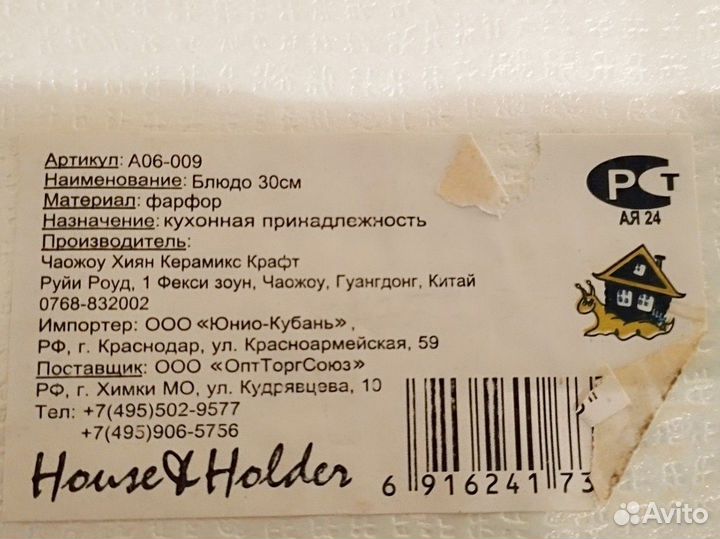 Артикул: А06-009
Наименование: Блюдо 30см
Материал: фарфор
Назначение: кухонная принадлежность
Производитель:
Чаожоу Хиян Керамикс Крафт
Руйи Роуд, 1 Фекси зоун, Чаожоу, Гуангдонг, Китай
0768-832002
Импортер: ООО «Юнио-Кубань»,
РФ, г. Краснодар, ул. Красноармейская, 59
Поставщик: ООО «ОптТоргСоюз»
РФ, г. Химки МО, ул. Кудрявцева, 10
Тел: +7(495)502-9577
+7(495)906-5756
House & Holder
6 916241 73
РСТ
АЯ 24
Avito